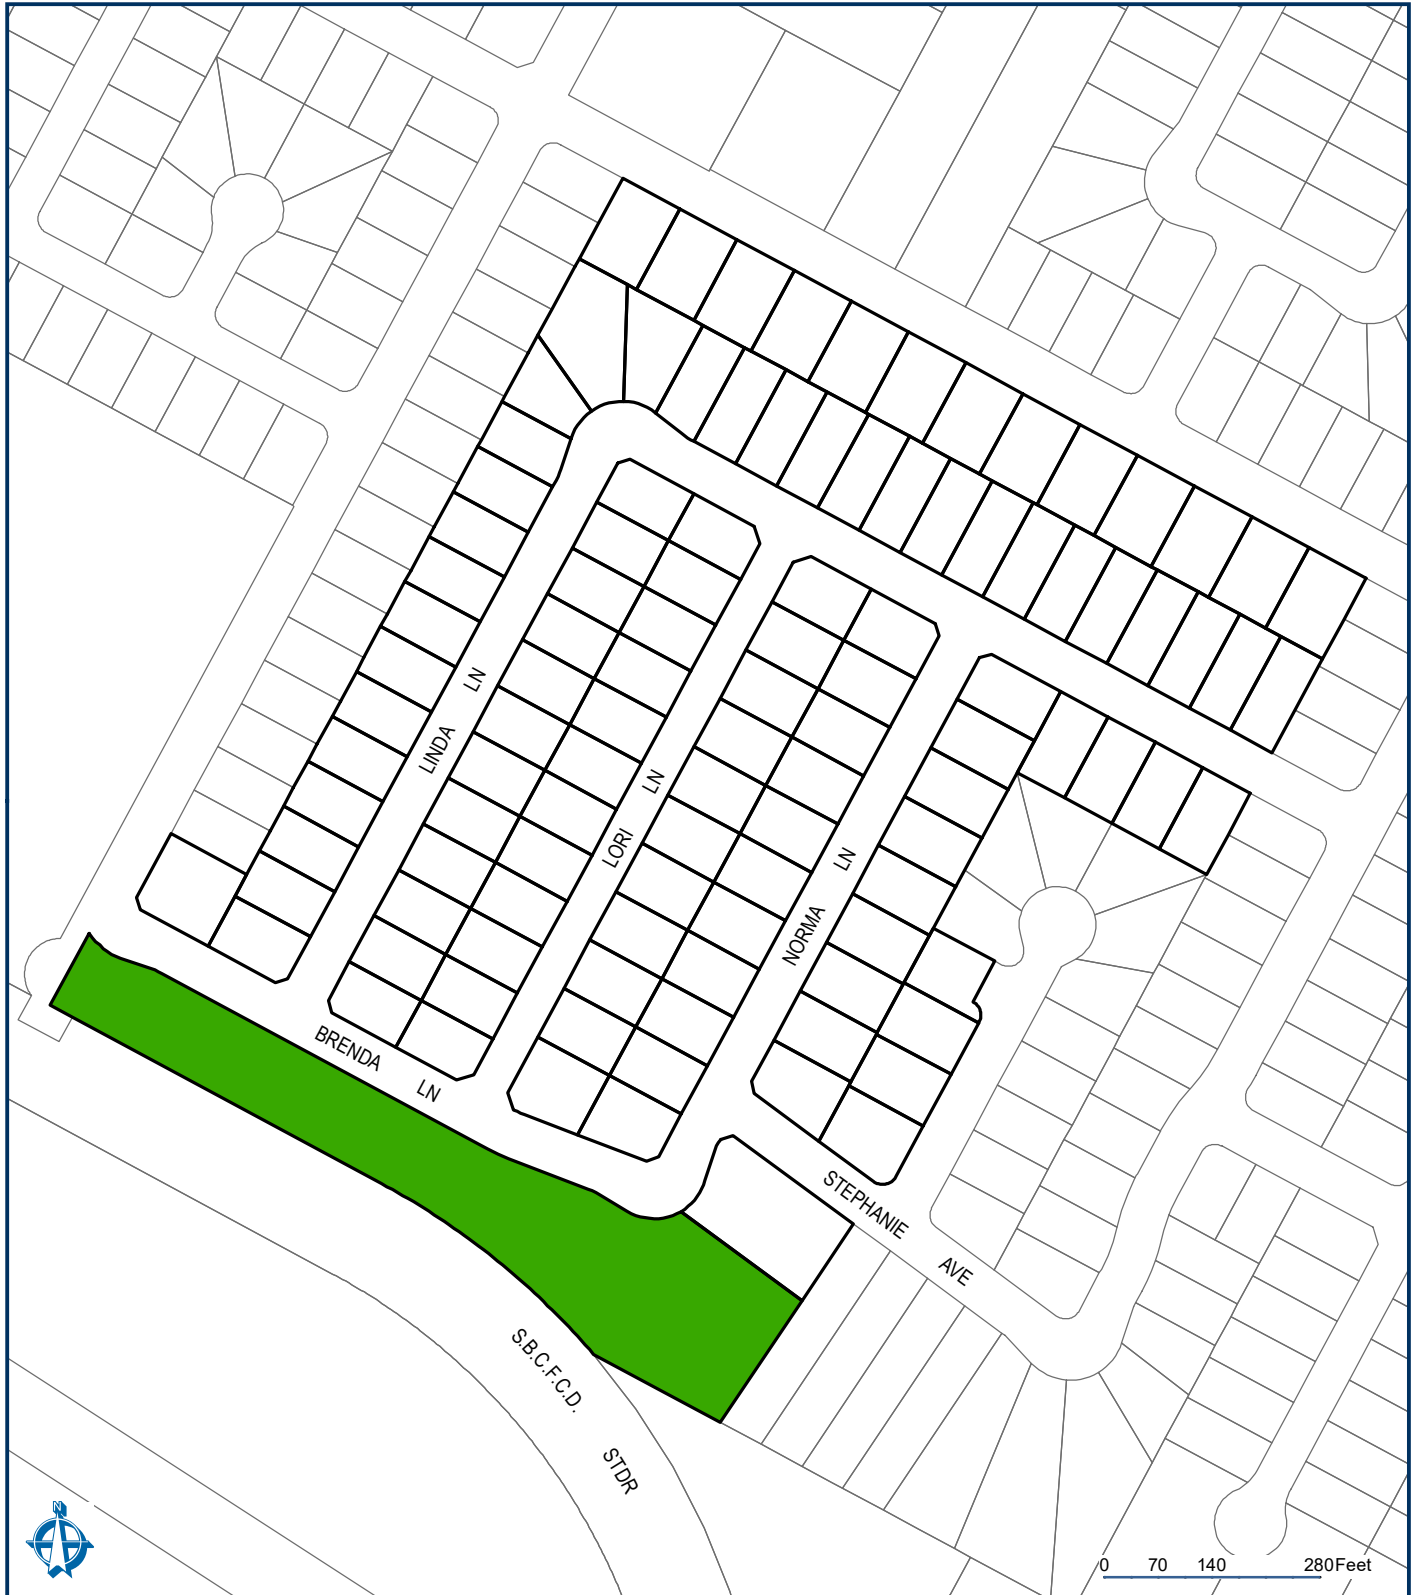 LINDA LN
LORI LN
NORMA LN
BRENDA LN
STEPHANIE AVE
S.B.C.F.C.D. STDR
N
0 70 140 280 Feet